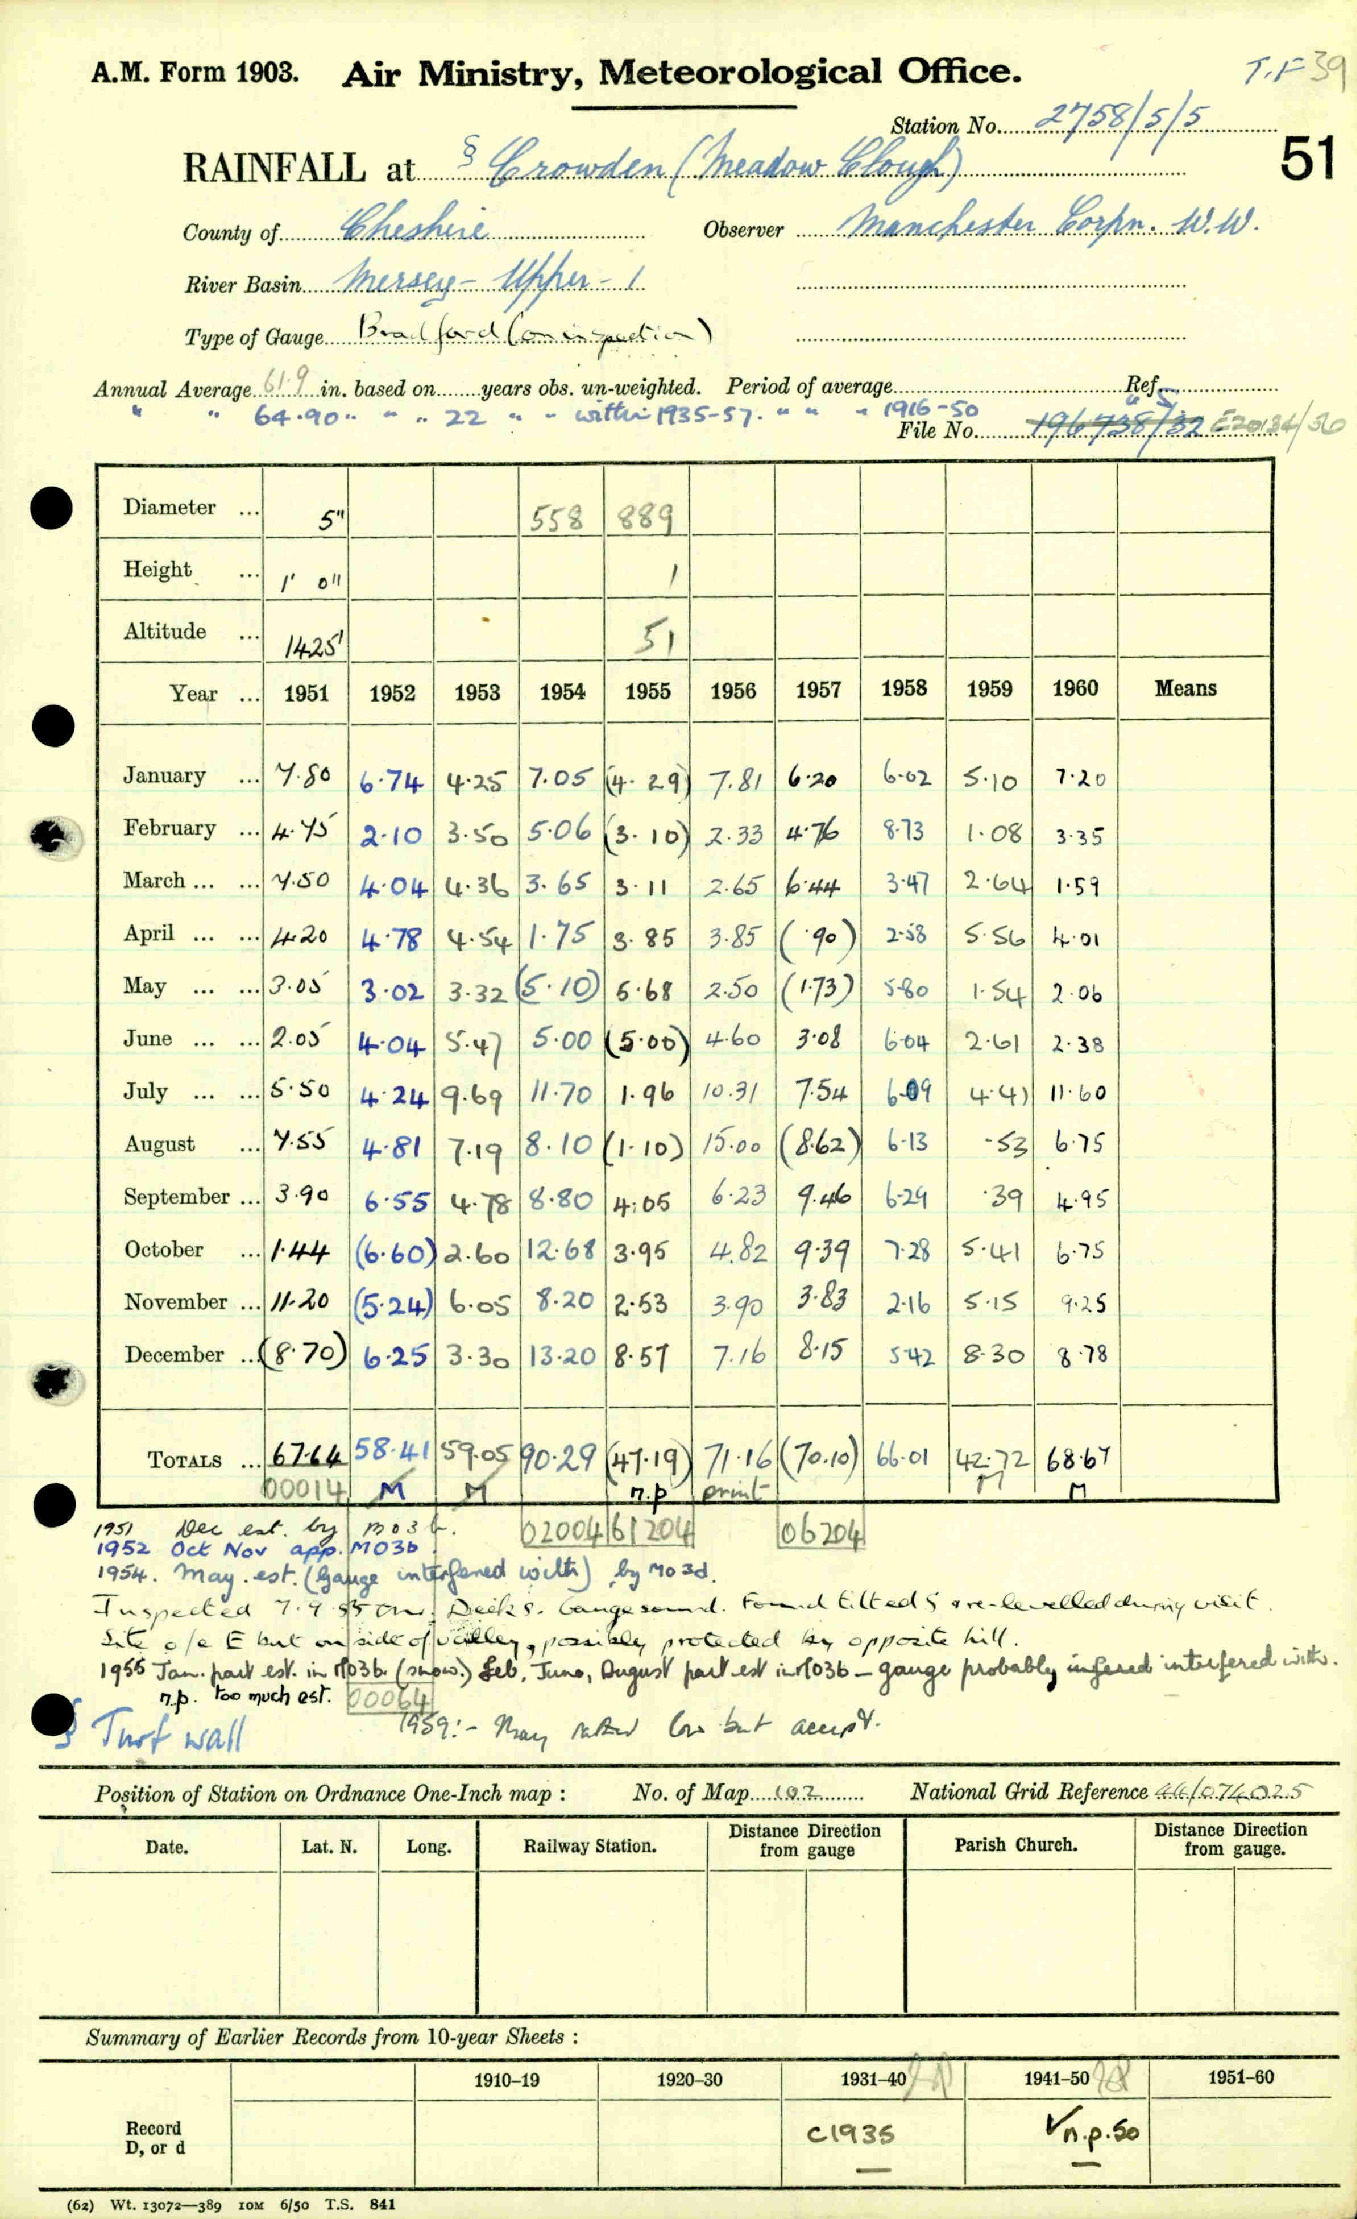 A.M. Form 1903. Air Ministry, Meteorological Office. T.F 39
Station No. 2758/5/5
RAINFALL at § Crowden (Meadow Clough) 51
County of Cheshire Observer Manchester Corpn. W.W.
River Basin Mersey - Upper - 1
Type of Gauge Bradford (on inspection)
Annual Average 61.9 in. based on years obs. un-weighted. Period of average Ref.
" " 64.90 " " " 22 " " within 1935-57. " " " 1916-50 " 5
File No. 196738/52 E20134/50
Diameter ... 5" 558 889
Height ... 1' 0" 1
Altitude ... 1425' 51
Year ... 1951 1952 1953 1954 1955 1956 1957 1958 1959 1960 Means
January ... 7.80 6.74 4.25 7.05 (4.29) 7.81 6.20 6.02 5.10 7.20
February ... 4.75 2.10 3.50 5.06 (3.10) 2.33 4.76 8.73 1.08 3.35
March ... ... 7.50 4.04 4.36 3.65 3.11 2.65 6.44 3.47 2.64 1.59
April ... ... 4.20 4.78 4.54 1.75 3.85 3.85 (.90) 2.58 5.56 4.01
May ... ... 3.05 3.02 3.32 (5.10) 5.68 2.50 (1.73) 5.80 1.54 2.06
June ... ... 2.05 4.04 5.47 5.00 (5.00) 4.60 3.08 6.04 2.61 2.38
July ... ... 5.50 4.24 9.69 11.70 1.96 10.31 7.54 6.09 4.41 11.60
August ... 7.55 4.81 7.19 8.10 (1.10) 15.00 (8.62) 6.13 .53 6.75
September ... 3.90 6.55 4.78 8.80 4.05 6.23 9.46 6.29 .39 4.95
October ... 1.44 (6.60) 2.60 12.68 3.95 4.82 9.39 7.28 5.41 6.75
November ... 11.20 (5.24) 6.05 8.20 2.53 3.90 3.83 2.16 5.15 9.25
December ... (8.70) 6.25 3.30 13.20 8.57 7.16 8.15 5.42 8.30 8.78
TOTALS ... 67.64 58.41 59.05 90.29 (47.19) 71.16 (70.10) 66.01 42.72 68.67
00014 M M n.p print M M
1951 Dec est. by M03b. 02004 61204 06204
1952 Oct Nov app. M03b.
1954. May. est. (Gauge interfered with) by Mo 3d.
Inspected 7.9.55 Gauge sound. Found tilted & re-levelled during visit.
Site o/e E but on side of valley, possibly protected by opposite hill.
1955 Jan. part est. in M03b. (snow.) Feb, June, August part est in M03b - gauge probably infered interfered with.
n.p. too much est. 00064
1959:- May rather low but accept.
§ Turf wall
Position of Station on Ordnance One-Inch map : No. of Map 102 National Grid Reference 44/074025
Date. Lat. N. Long. Railway Station. Distance Direction from gauge Parish Church. Distance Direction from gauge.
Summary of Earlier Records from 10-year Sheets :
1910–19 1920–30 1931–40 1941–50 1951–60
Record D, or d C1935 √n.p.50
(62) Wt. 13072—389 10M 6/50 T.S. 841